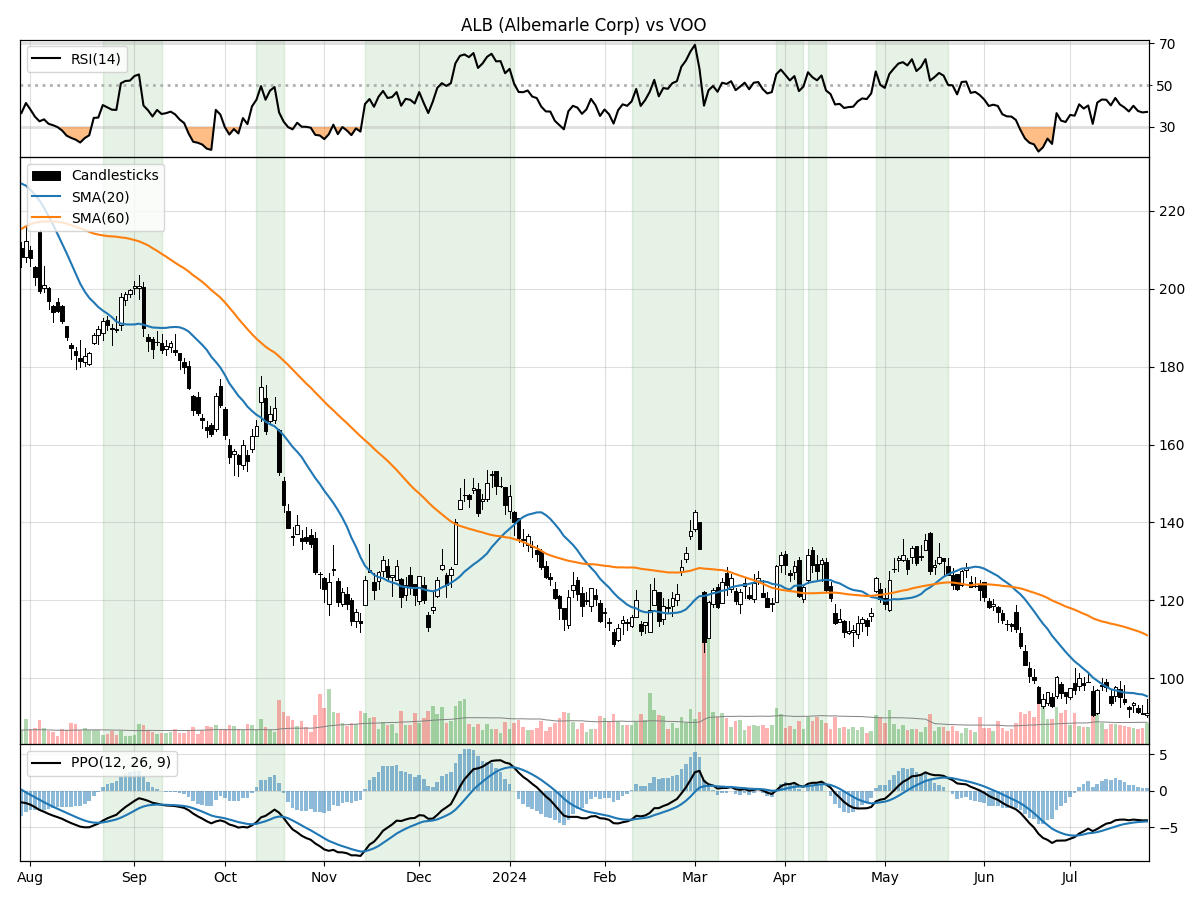 ALB (Albemarle Corp) vs VOO
RSI(14)
70
50
30
Candlesticks
SMA(20)
SMA(60)
220
200
180
160
140
120
100
PPO(12, 26, 9)
5
0
−5
Aug Sep Oct Nov Dec 2024 Feb Mar Apr May Jun Jul